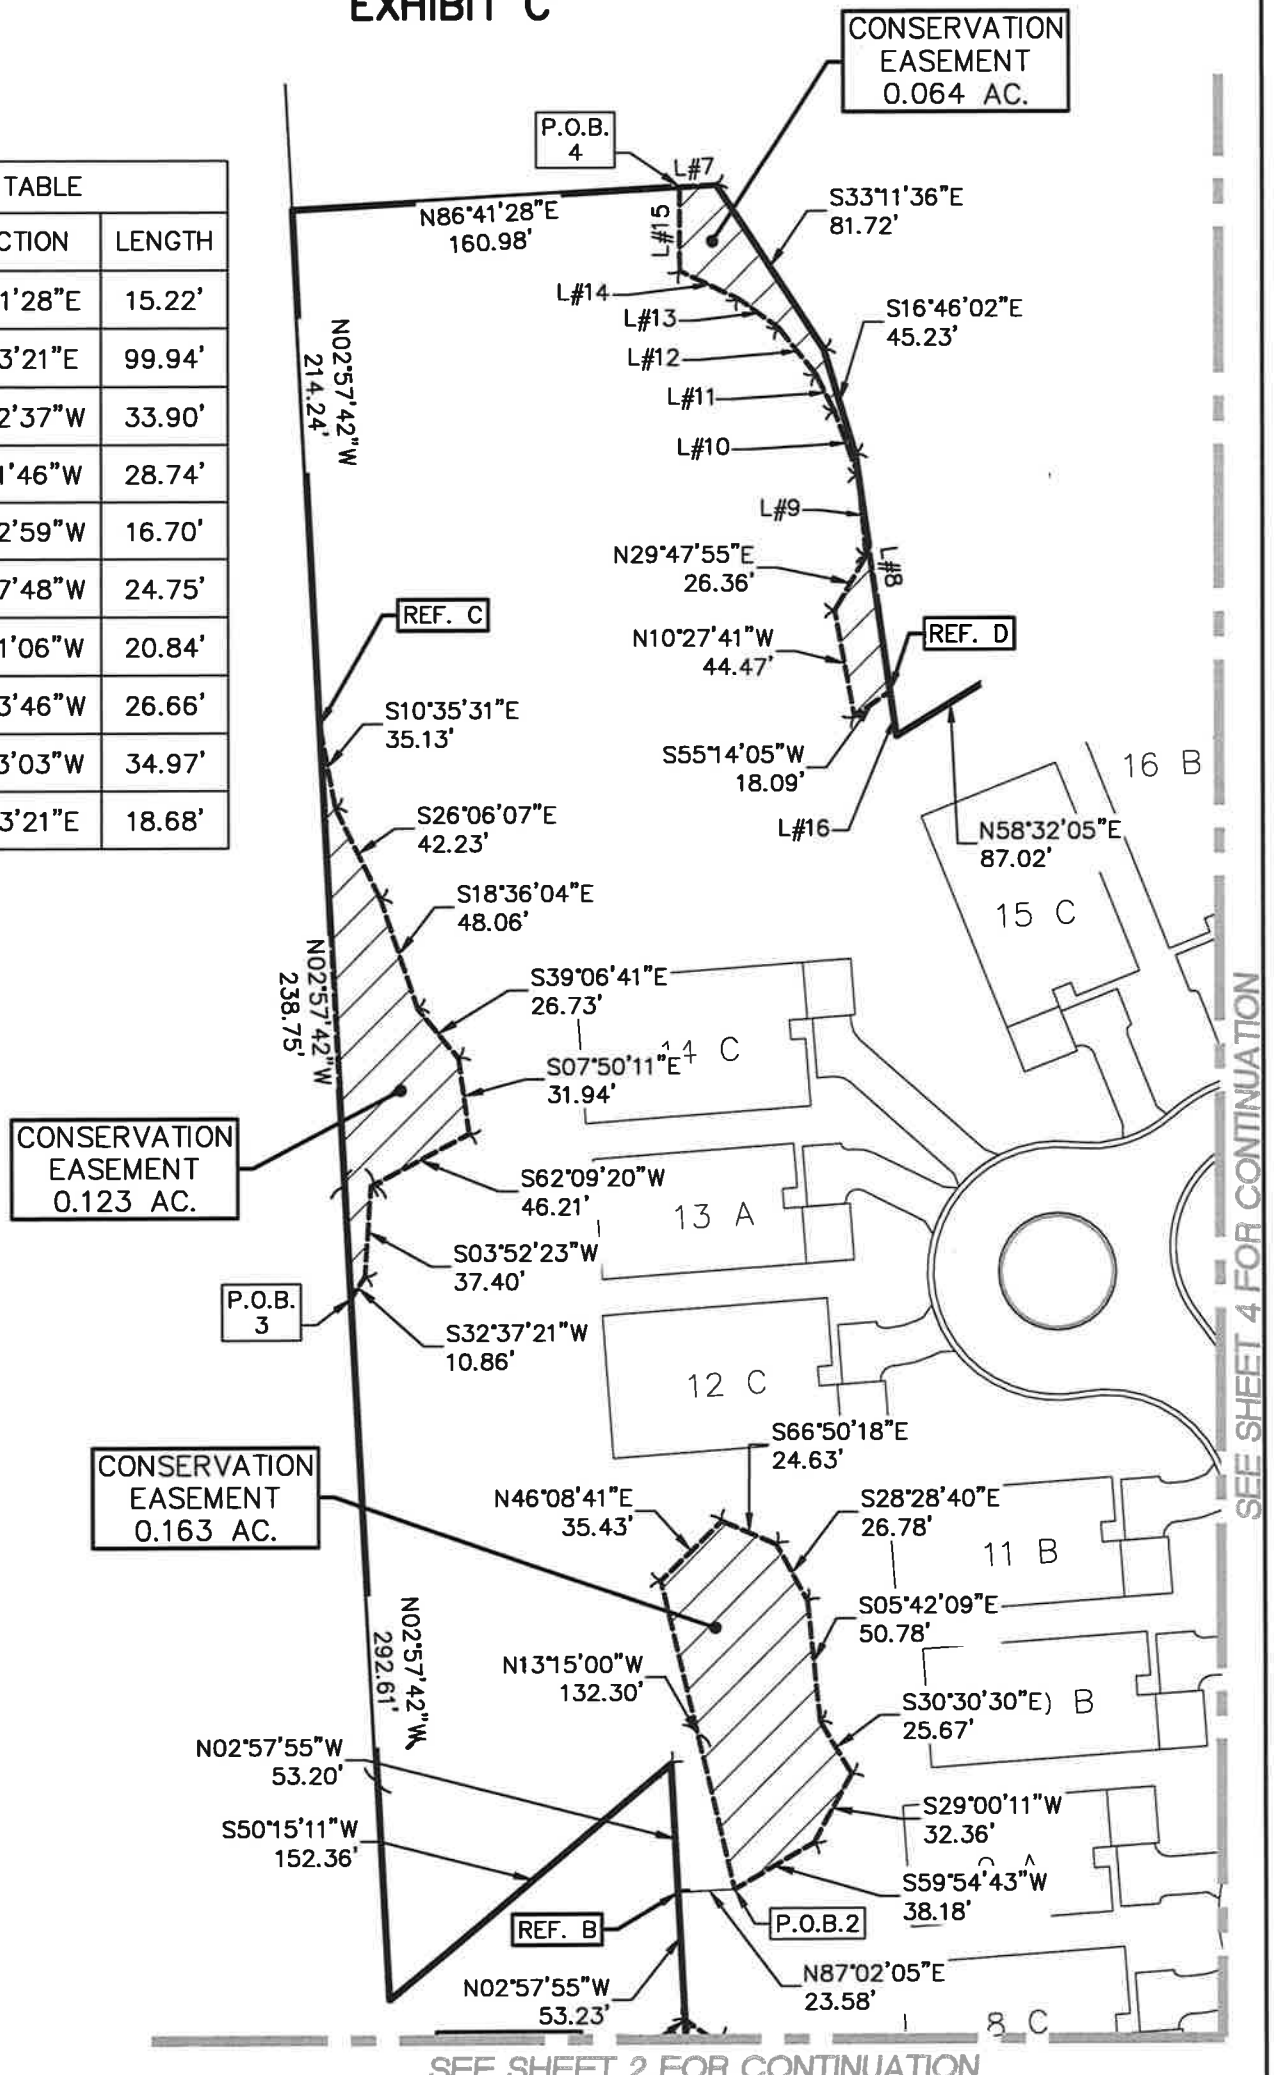 EXHIBIT C
CONSERVATION
EASEMENT
0.064 AC.
P.O.B.
4
L#7
TABLE
CTION LENGTH
1'28"E 15.22'
3'21"E 99.94'
2'37"W 33.90'
1'46"W 28.74'
2'59"W 16.70'
7'48"W 24.75'
1'06"W 20.84'
3'46"W 26.66'
3'03"W 34.97'
3'21"E 18.68'
N86°41'28"E
160.98'
L#15
S33°11'36"E
81.72'
L#14
L#13
S16°46'02"E
45.23'
L#12
L#11
L#10
N02°57'42"W
214.24'
L#9
N29°47'55"E
26.36'
L#8
REF. C
REF. D
N10°27'41"W
44.47'
S10°35'31"E
35.13'
S55°14'05"W
18.09'
16 B
S26°06'07"E
42.23'
L#16
N58°32'05"E
87.02'
S18°36'04"E
48.06'
15 C
N02°57'42"W
238.75'
S39°06'41"E
26.73'
14 C
S07°50'11"E
31.94'
CONSERVATION
EASEMENT
0.123 AC.
S62°09'20"W
46.21'
13 A
S03°52'23"W
37.40'
P.O.B.
3
S32°37'21"W
10.86'
12 C
SEE SHEET 4 FOR CONTINUATION
S66°50'18"E
24.63'
CONSERVATION
EASEMENT
0.163 AC.
N46°08'41"E
35.43'
S28°28'40"E
26.78'
11 B
S05°42'09"E
50.78'
N02°57'42"W
292.61'
N13°15'00"W
132.30'
S30°30'30"E) B
25.67'
N02°57'55"W
53.20'
S29°00'11"W
32.36'
S50°15'11"W
152.36'
S59°54'43"W
38.18'
REF. B
P.O.B.2
N87°02'05"E
23.58'
N02°57'55"W
53.23'
8 C
SEE SHEET 2 FOR CONTINUATION